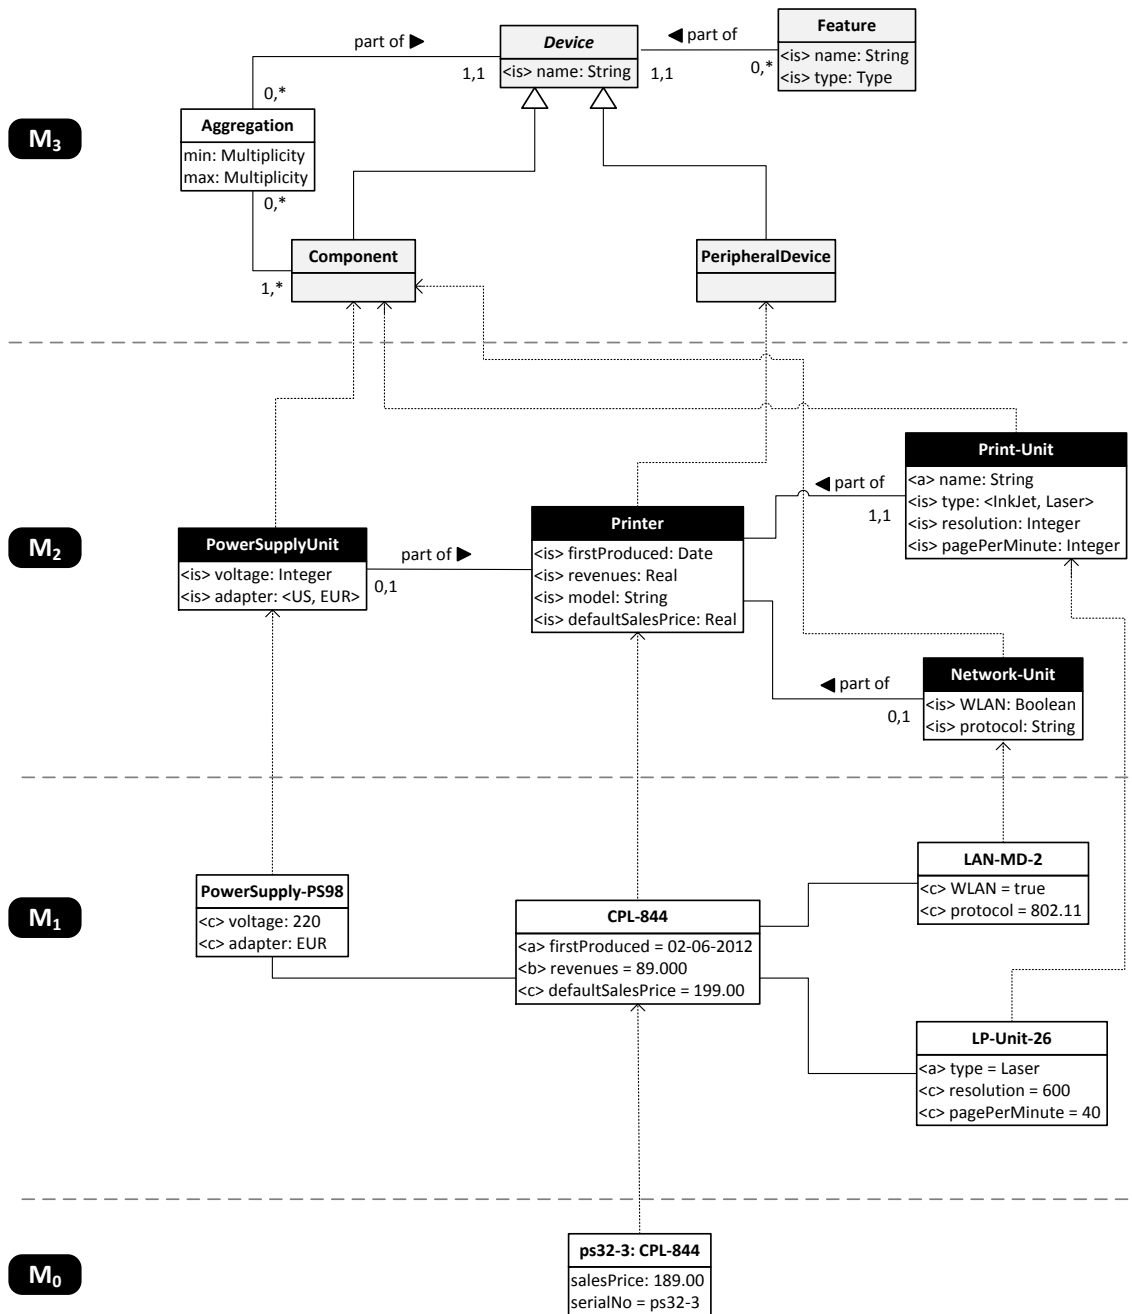 Device
<is> name: String
Feature
<is> name: String
<is> type: Type
part of ►
1,1
◄ part of
1,1
0,*
0,*
Aggregation
min: Multiplicity
max: Multiplicity
0,*
1,*
M3
Component
PeripheralDevice
M2
PowerSupplyUnit
<is> voltage: Integer
<is> adapter: <US, EUR>
part of ►
0,1
Printer
<is> firstProduced: Date
<is> revenues: Real
<is> model: String
<is> defaultSalesPrice: Real
◄ part of
1,1
Print-Unit
<a> name: String
<is> type: <InkJet, Laser>
<is> resolution: Integer
<is> pagePerMinute: Integer
◄ part of
0,1
Network-Unit
<is> WLAN: Boolean
<is> protocol: String
M1
PowerSupply-PS98
<c> voltage: 220
<c> adapter: EUR
CPL-844
<a> firstProduced = 02-06-2012
<b> revenues = 89.000
<c> defaultSalesPrice = 199.00
LAN-MD-2
<c> WLAN = true
<c> protocol = 802.11
LP-Unit-26
<a> type = Laser
<c> resolution = 600
<c> pagePerMinute = 40
M0
ps32-3: CPL-844
salesPrice: 189.00
serialNo = ps32-3